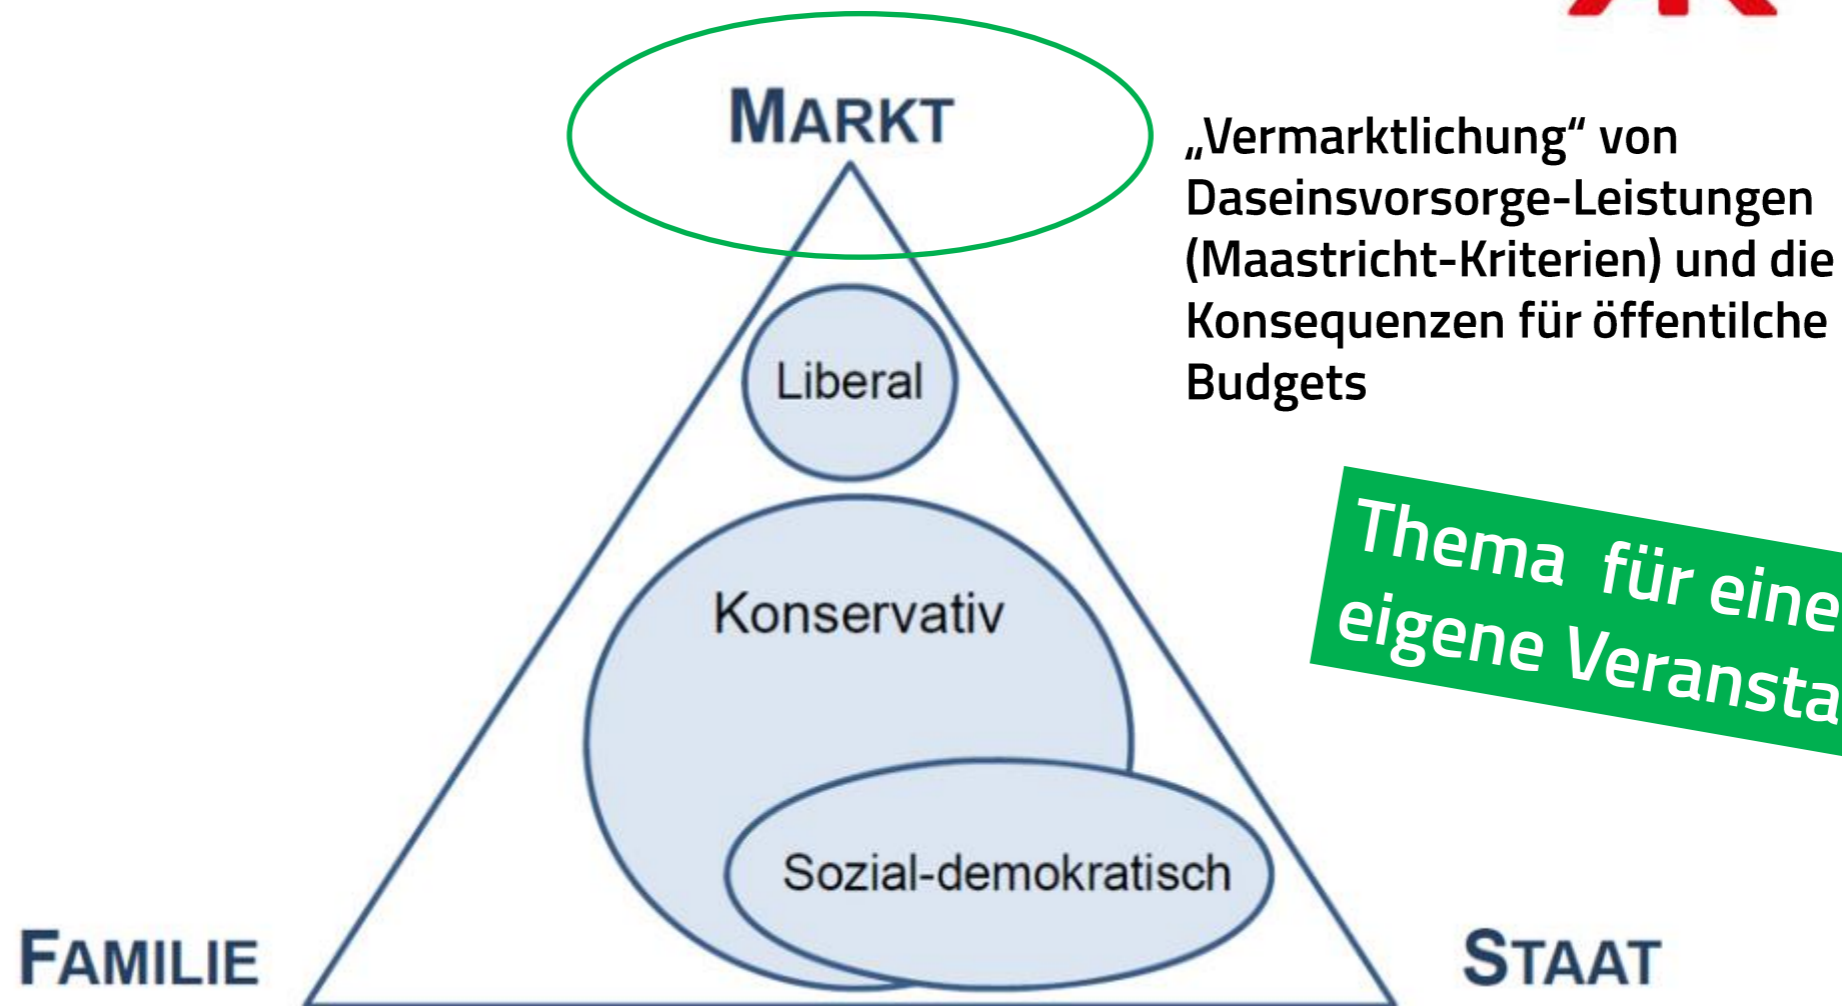 MARKT
„Vermarktlichung“ von
Daseinsvorsorge-Leistungen
(Maastricht-Kriterien) und die
Konsequenzen für öffentilche
Budgets
Liberal
Thema für eine
eigene
Konservativ
Sozial-demokratisch
FAMILIE
STAAT